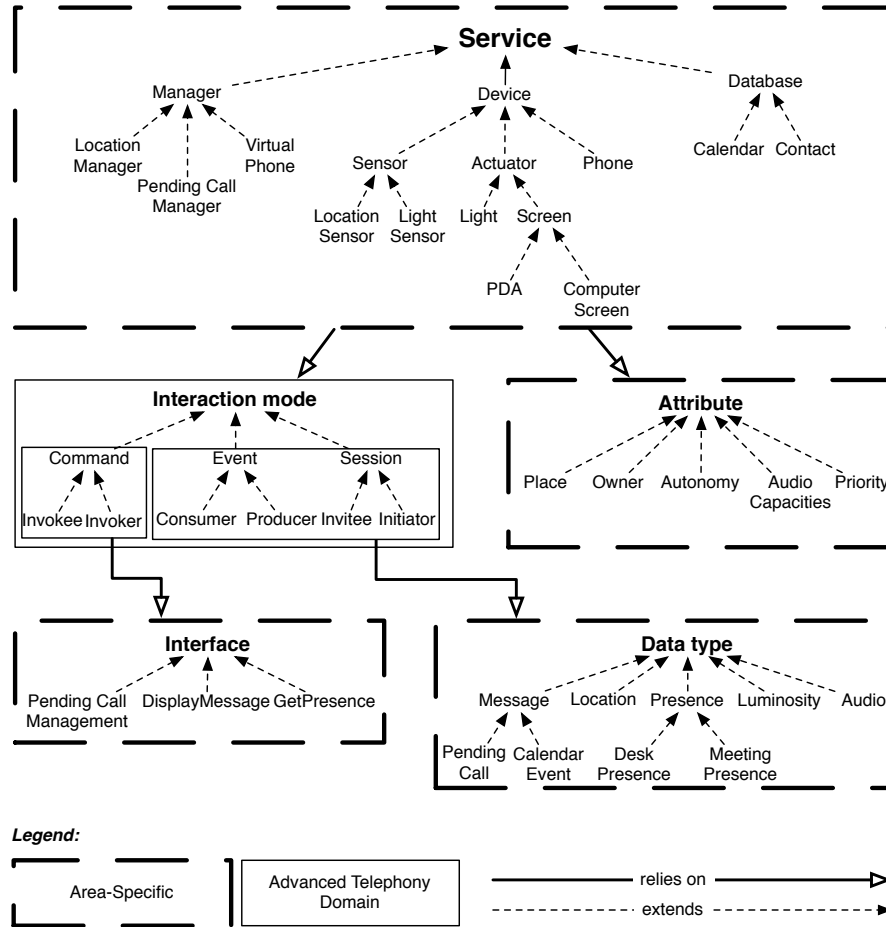 Service
Manager
Device
Database
Location
Manager
Virtual
Phone
Pending Call
Manager
Sensor
Actuator
Phone
Calendar
Contact
Location
Sensor
Light
Sensor
Light
Screen
PDA
Computer
Screen
Interaction mode
Command
Event
Session
Invokee
Invoker
Consumer
Producer
Invitee
Initiator
Attribute
Place
Owner
Autonomy
Audio
Capacities
Priority
Interface
Pending Call
Management
DisplayMessage
GetPresence
Data type
Message
Location
Presence
Luminosity
Audio
Pending
Call
Calendar
Event
Desk
Presence
Meeting
Presence
Legend:
Area-Specific
Advanced Telephony
Domain
relies on
extends